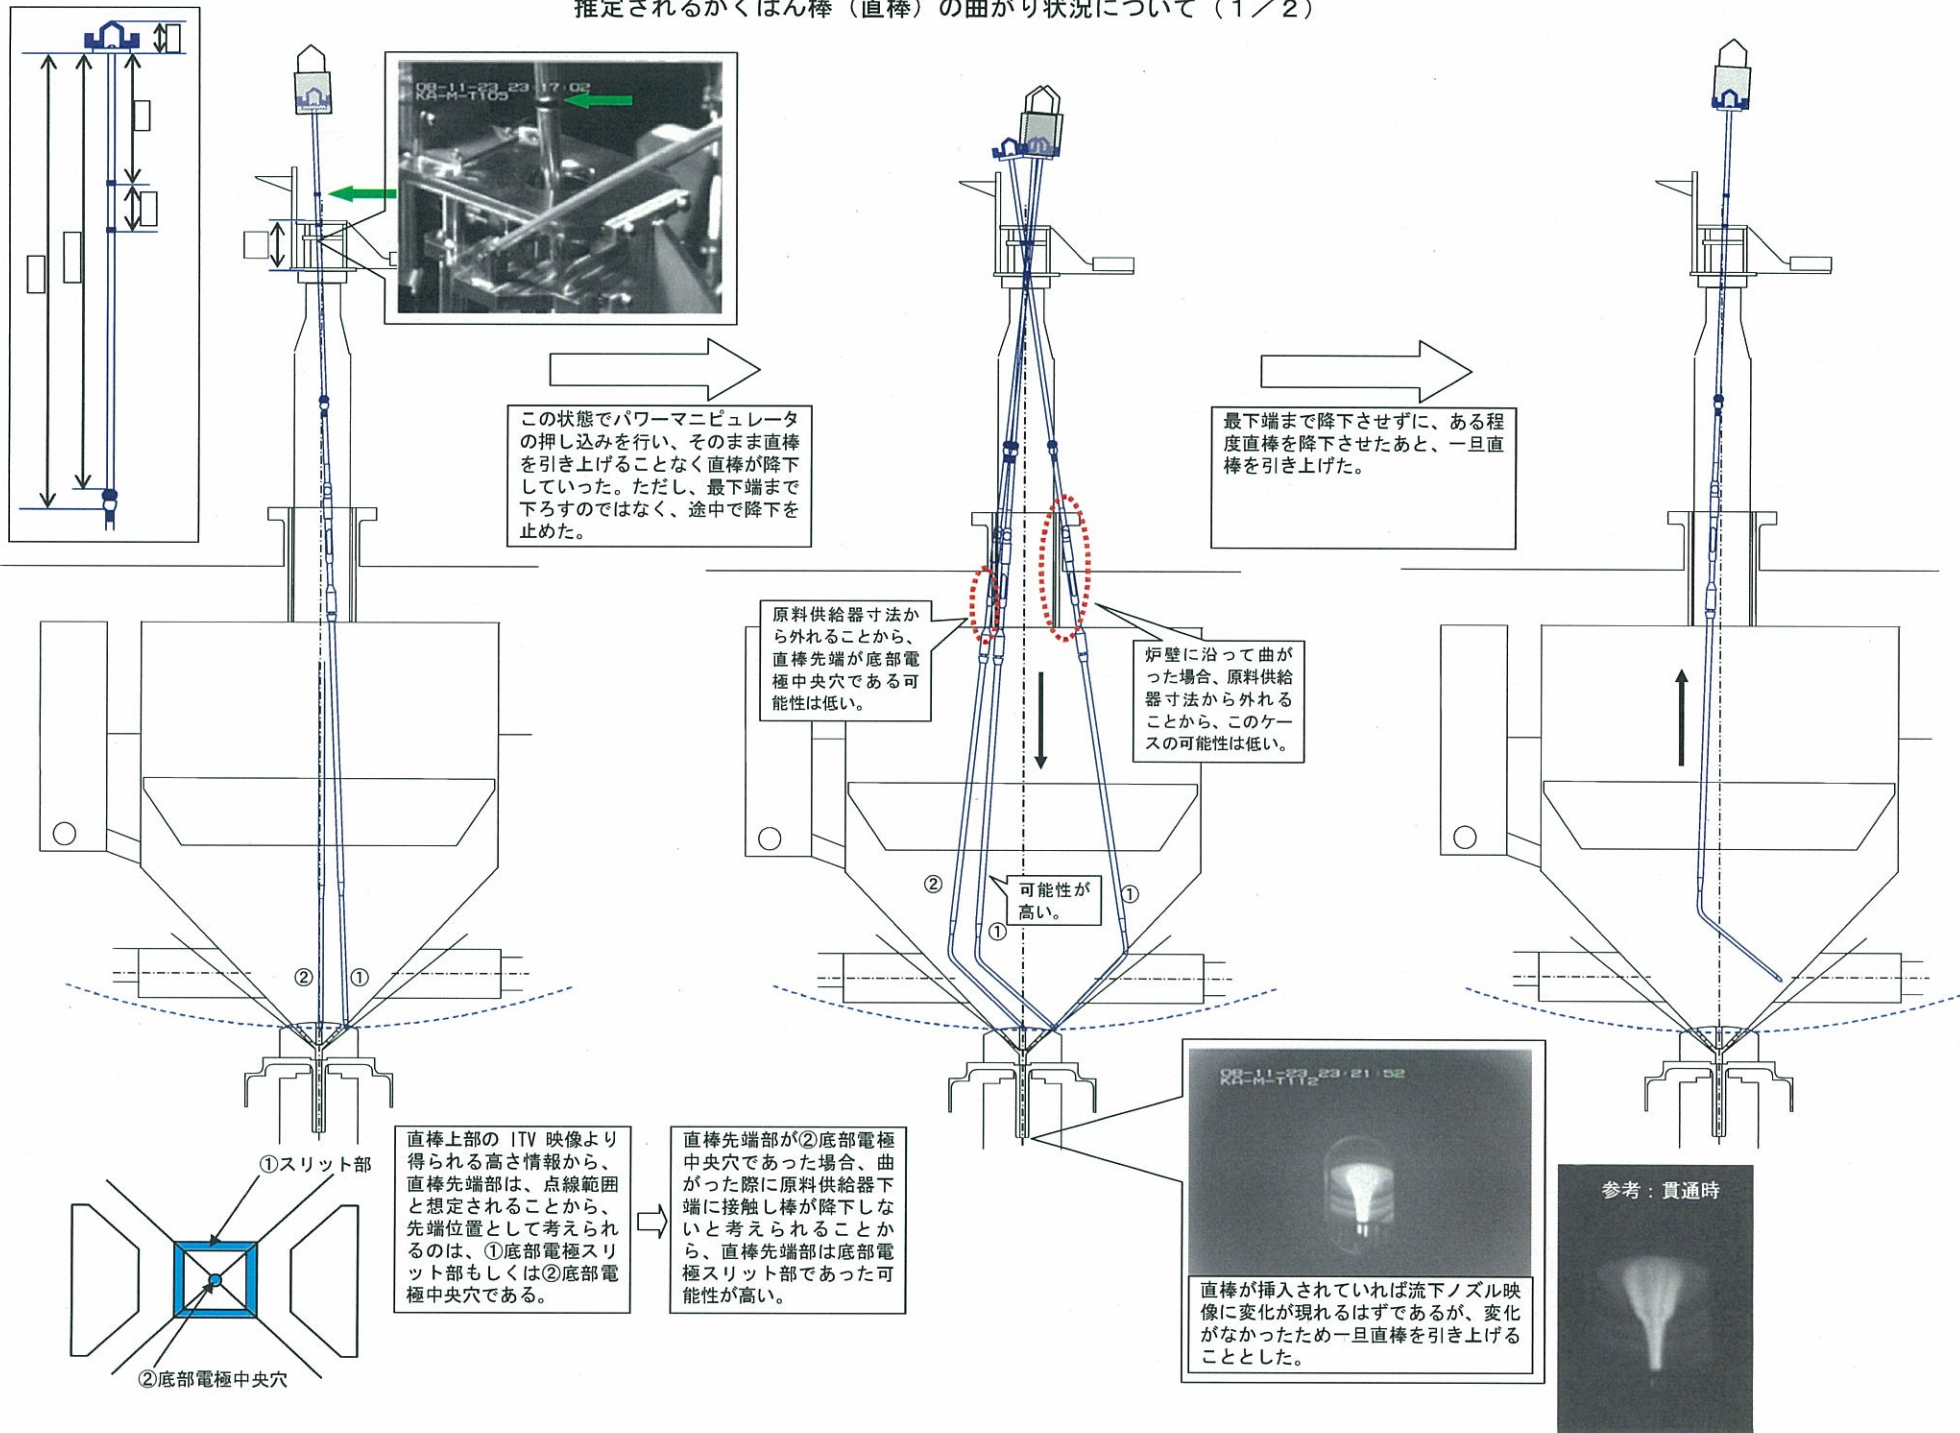 推定されるかくはん棒（直棒）の曲がり状況について（１／２）
08-11-23 23:17:02
KA-M-T105
この状態でパワーマニピュレータ
の押し込みを行い、そのまま直棒
を引き上げることなく直棒が降下
していった。ただし、最下端まで
下ろすのではなく、途中で降下を
止めた。
最下端まで降下させずに、ある程
度直棒を降下させたあと、一旦直
棒を引き上げた。
原料供給器寸法か
ら外れることから、
直棒先端が底部電
極中央穴である可
能性は低い。
炉壁に沿って曲が
った場合、原料供給
器寸法から外れる
ことから、このケー
スの可能性は低い。
②
可能性が
高い。
①
①
②
①
08-11-23 23:21:52
KA-M-T112
直棒が挿入されていれば流下ノズル映
像に変化が現れるはずであるが、変化
がなかったため一旦直棒を引き上げる
こととした。
参考：貫通時
①スリット部
②底部電極中央穴
直棒上部の ITV 映像より
得られる高さ情報から、
直棒先端部は、点線範囲
と想定されることから、
先端位置として考えられ
るのは、①底部電極スリ
ット部もしくは②底部電
極中央穴である。
直棒先端部が②底部電極
中央穴であった場合、曲
がった際に原料供給器下
端に接触し棒が降下しな
いと考えられることか
ら、直棒先端部は底部電
極スリット部であった可
能性が高い。